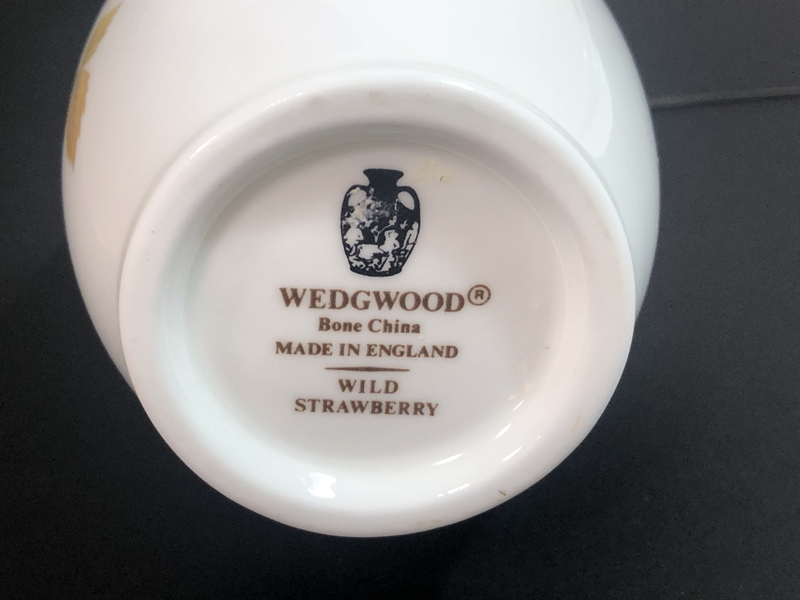 WEDGWOOD®
Bone China
MADE IN ENGLAND
WILD
STRAWBERRY